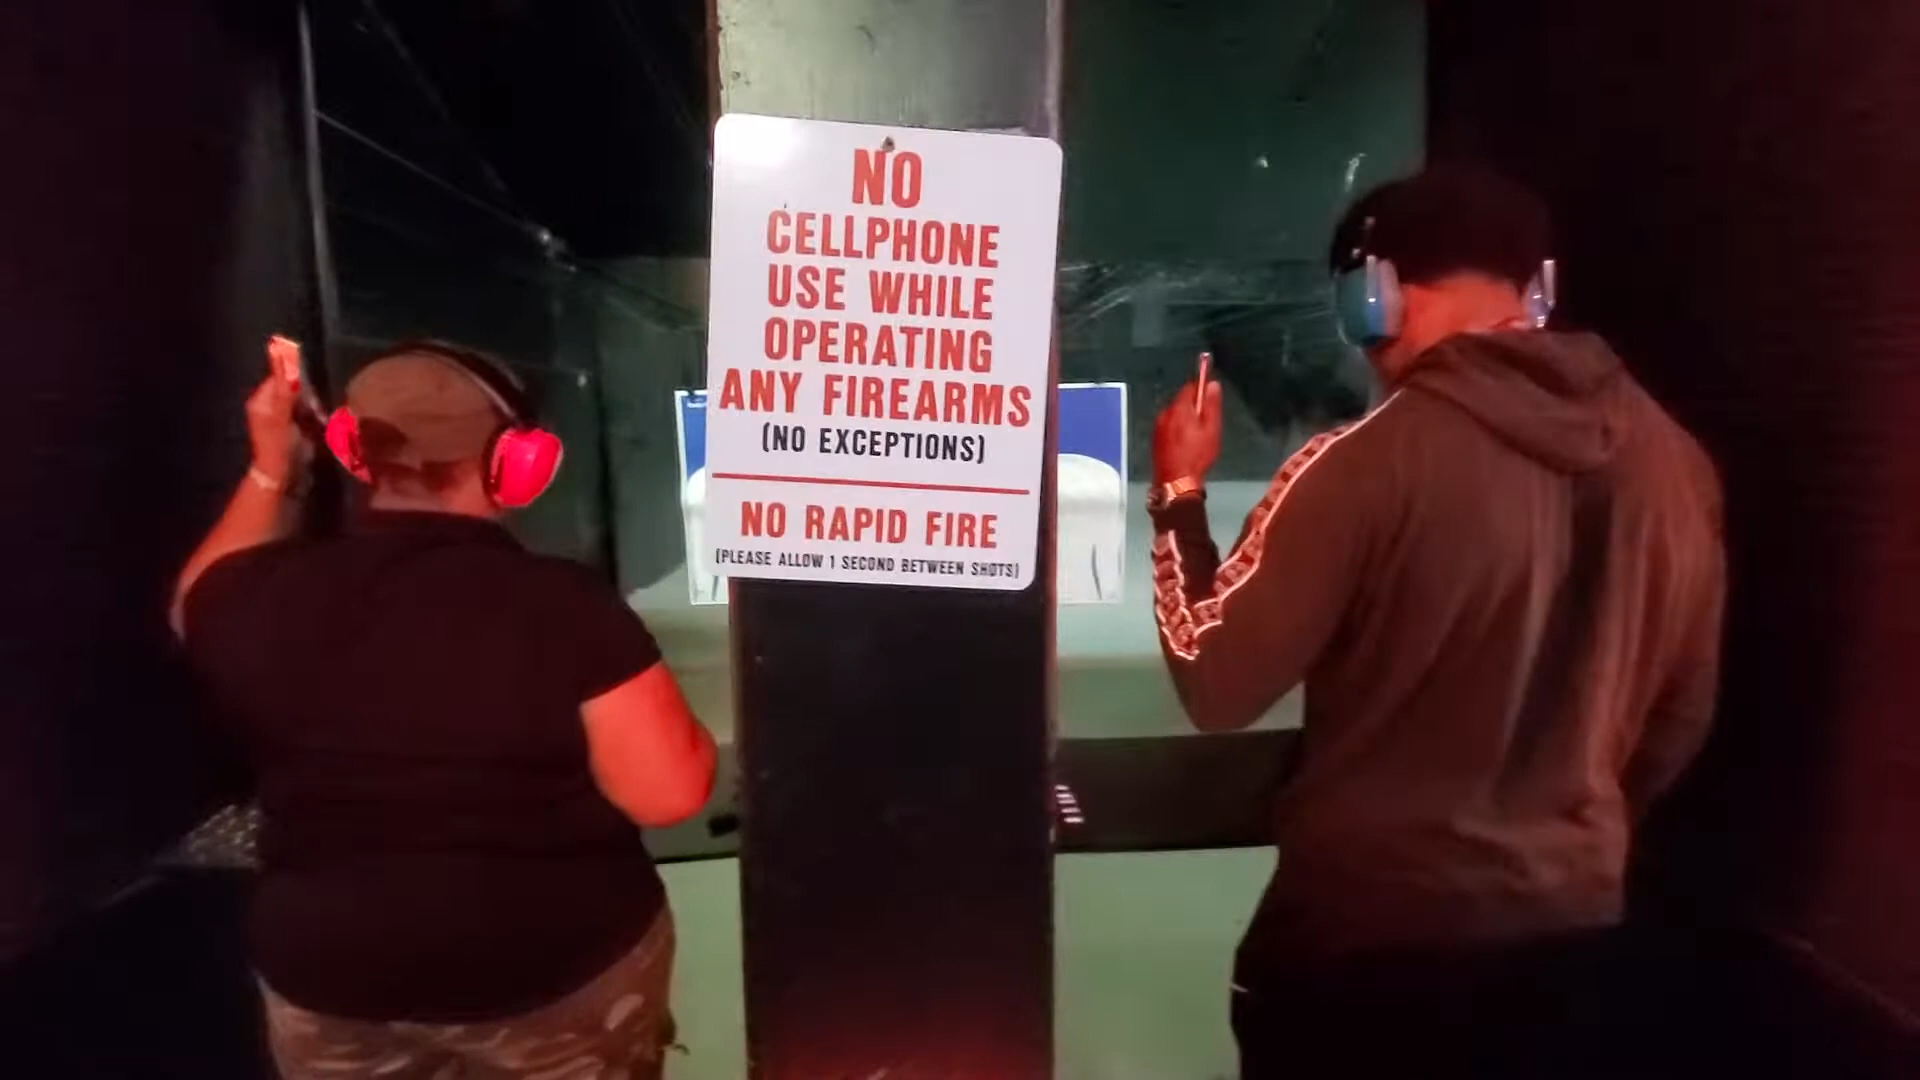 NO
CELLPHONE
USE WHILE
OPERATING
ANY FIREARMS
(NO EXCEPTIONS)
NO RAPID FIRE
(PLEASE ALLOW 1 SECOND BETWEEN SHOTS)